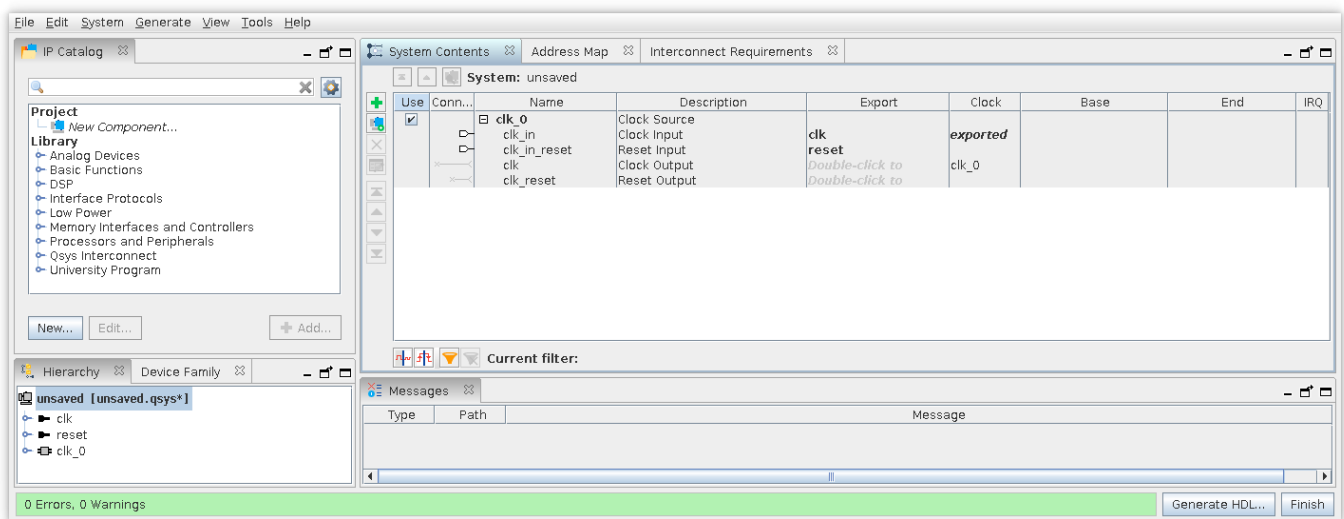 File Edit System Generate View Tools Help
IP Catalog
Project
New Component...
Library
Analog Devices
Basic Functions
DSP
Interface Protocols
Low Power
Memory Interfaces and Controllers
Processors and Peripherals
Qsys Interconnect
University Program
New... Edit... Add...
Hierarchy Device Family
unsaved [unsaved.qsys*]
clk
reset
clk_0
System Contents Address Map Interconnect Requirements
System: unsaved
Use Conn... Name Description Export Clock Base End IRQ
clk_0 Clock Source
clk_in Clock Input clk exported
clk_in_reset Reset Input reset
clk Clock Output Double-click to clk_0
clk_reset Reset Output Double-click to
Current filter:
Messages
Type Path Message
0 Errors, 0 Warnings Generate HDL... Finish